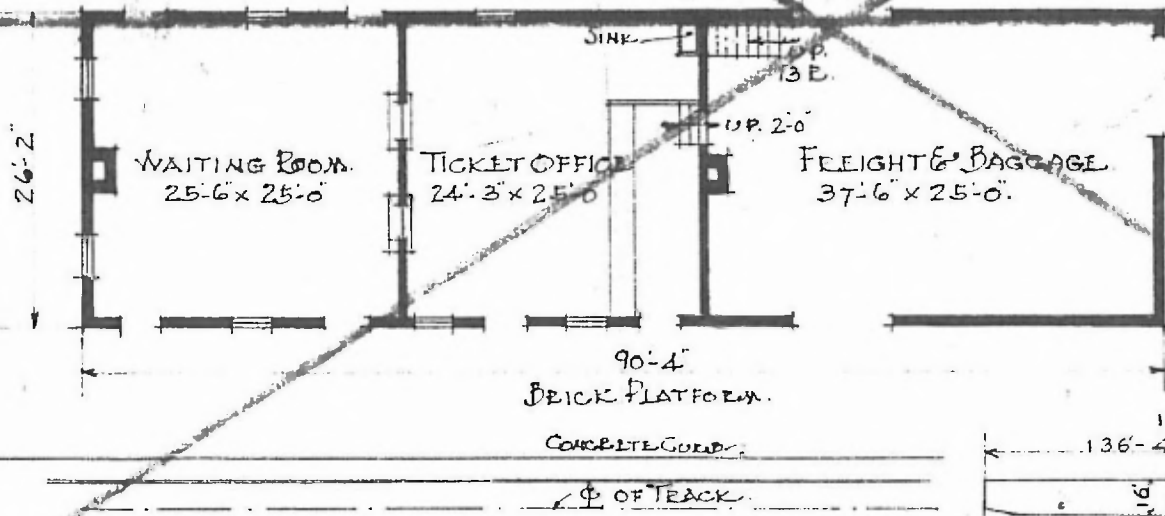 SINK
UP.
13 R.
UP. 2'-0"
26'-2"
WAITING ROOM.
25'-6" x 25'-0"
TICKET OFFICE
24'-3" x 25'-0"
FREIGHT & BAGGAGE.
37'-6" x 25'-0".
90'-4"
BRICK PLATFORM.
CONCRETE CURB
136'-4
℄ OF TRACK.
16'